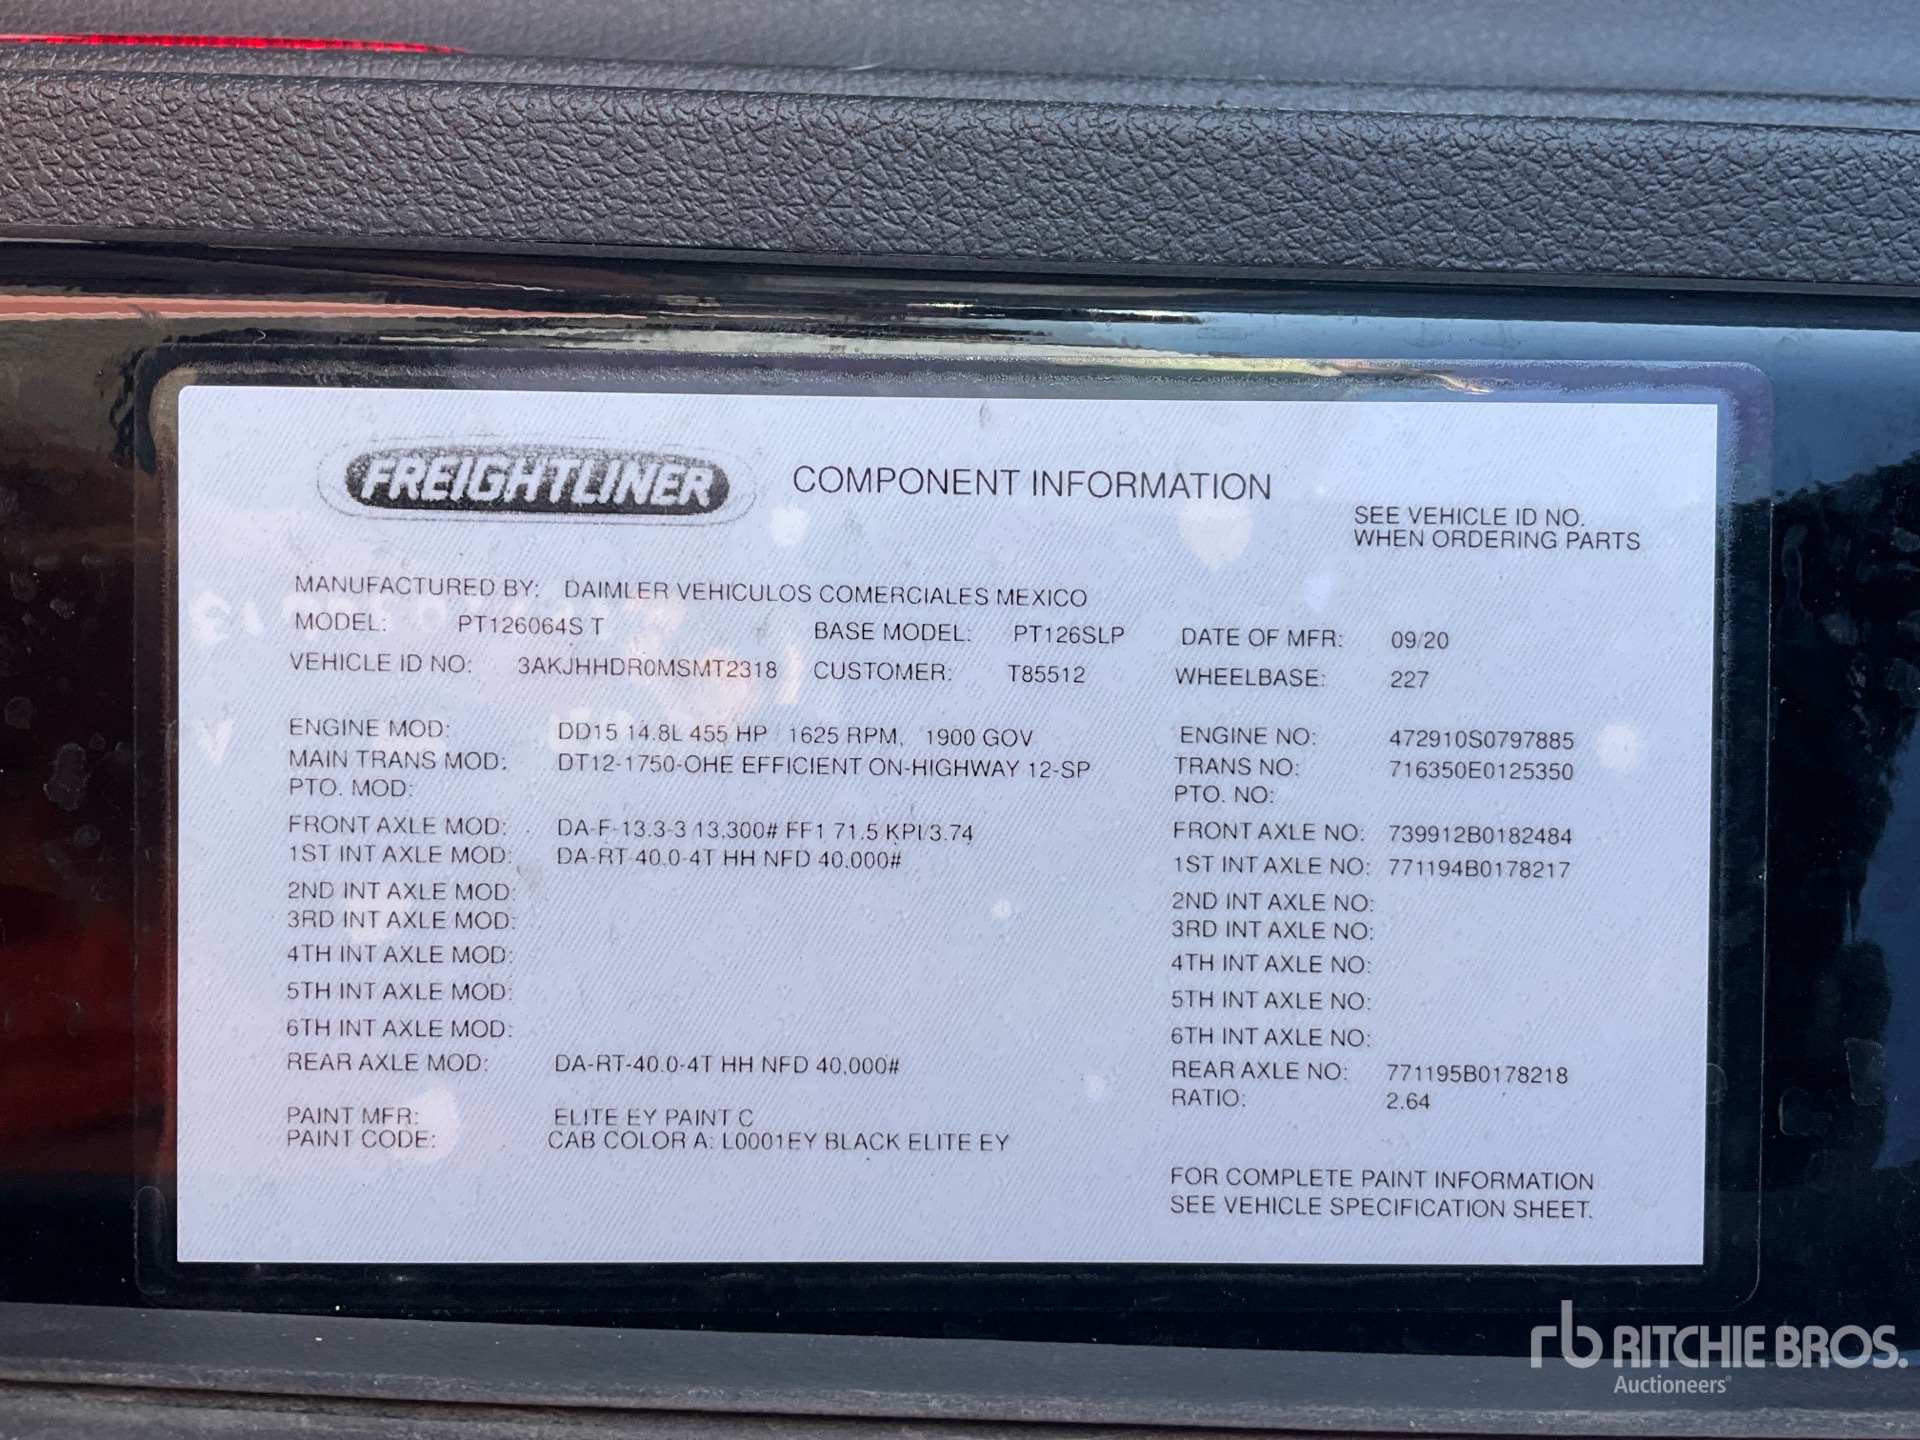 FREIGHTLINER COMPONENT INFORMATION
SEE VEHICLE ID NO.
WHEN ORDERING PARTS
MANUFACTURED BY: DAIMLER VEHICULOS COMERCIALES MEXICO
MODEL: PT126064S T BASE MODEL: PT126SLP DATE OF MFR: 09/20
VEHICLE ID NO: 3AKJHHDR0MSMT2318 CUSTOMER: T85512 WHEELBASE: 227
ENGINE MOD: DD15 14.8L 455 HP / 1625 RPM, 1900 GOV ENGINE NO: 472910S0797885
MAIN TRANS MOD: DT12-1750-OHE EFFICIENT ON-HIGHWAY 12-SP TRANS NO: 716350E0125350
PTO. MOD: PTO. NO:
FRONT AXLE MOD: DA-F-13.3-3 13.300# FF1 71.5 KPI/3.74 FRONT AXLE NO: 739912B0182484
1ST INT AXLE MOD: DA-RT-40.0-4T HH NFD 40.000# 1ST INT AXLE NO: 771194B0178217
2ND INT AXLE MOD: 2ND INT AXLE NO:
3RD INT AXLE MOD: 3RD INT AXLE NO:
4TH INT AXLE MOD: 4TH INT AXLE NO:
5TH INT AXLE MOD: 5TH INT AXLE NO:
6TH INT AXLE MOD: 6TH INT AXLE NO:
REAR AXLE MOD: DA-RT-40.0-4T HH NFD 40,000# REAR AXLE NO: 771195B0178218
RATIO: 2.64
PAINT MFR: ELITE EY PAINT C
PAINT CODE: CAB COLOR A: L0001EY BLACK ELITE EY
FOR COMPLETE PAINT INFORMATION
SEE VEHICLE SPECIFICATION SHEET.
rb RITCHIE BROS.
Auctioneers